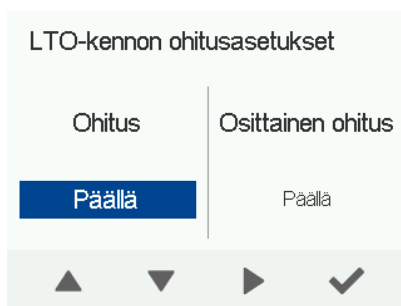 LTO-kennon ohitusasetukset
Ohitus
Osittainen ohitus
Päällä
Päällä